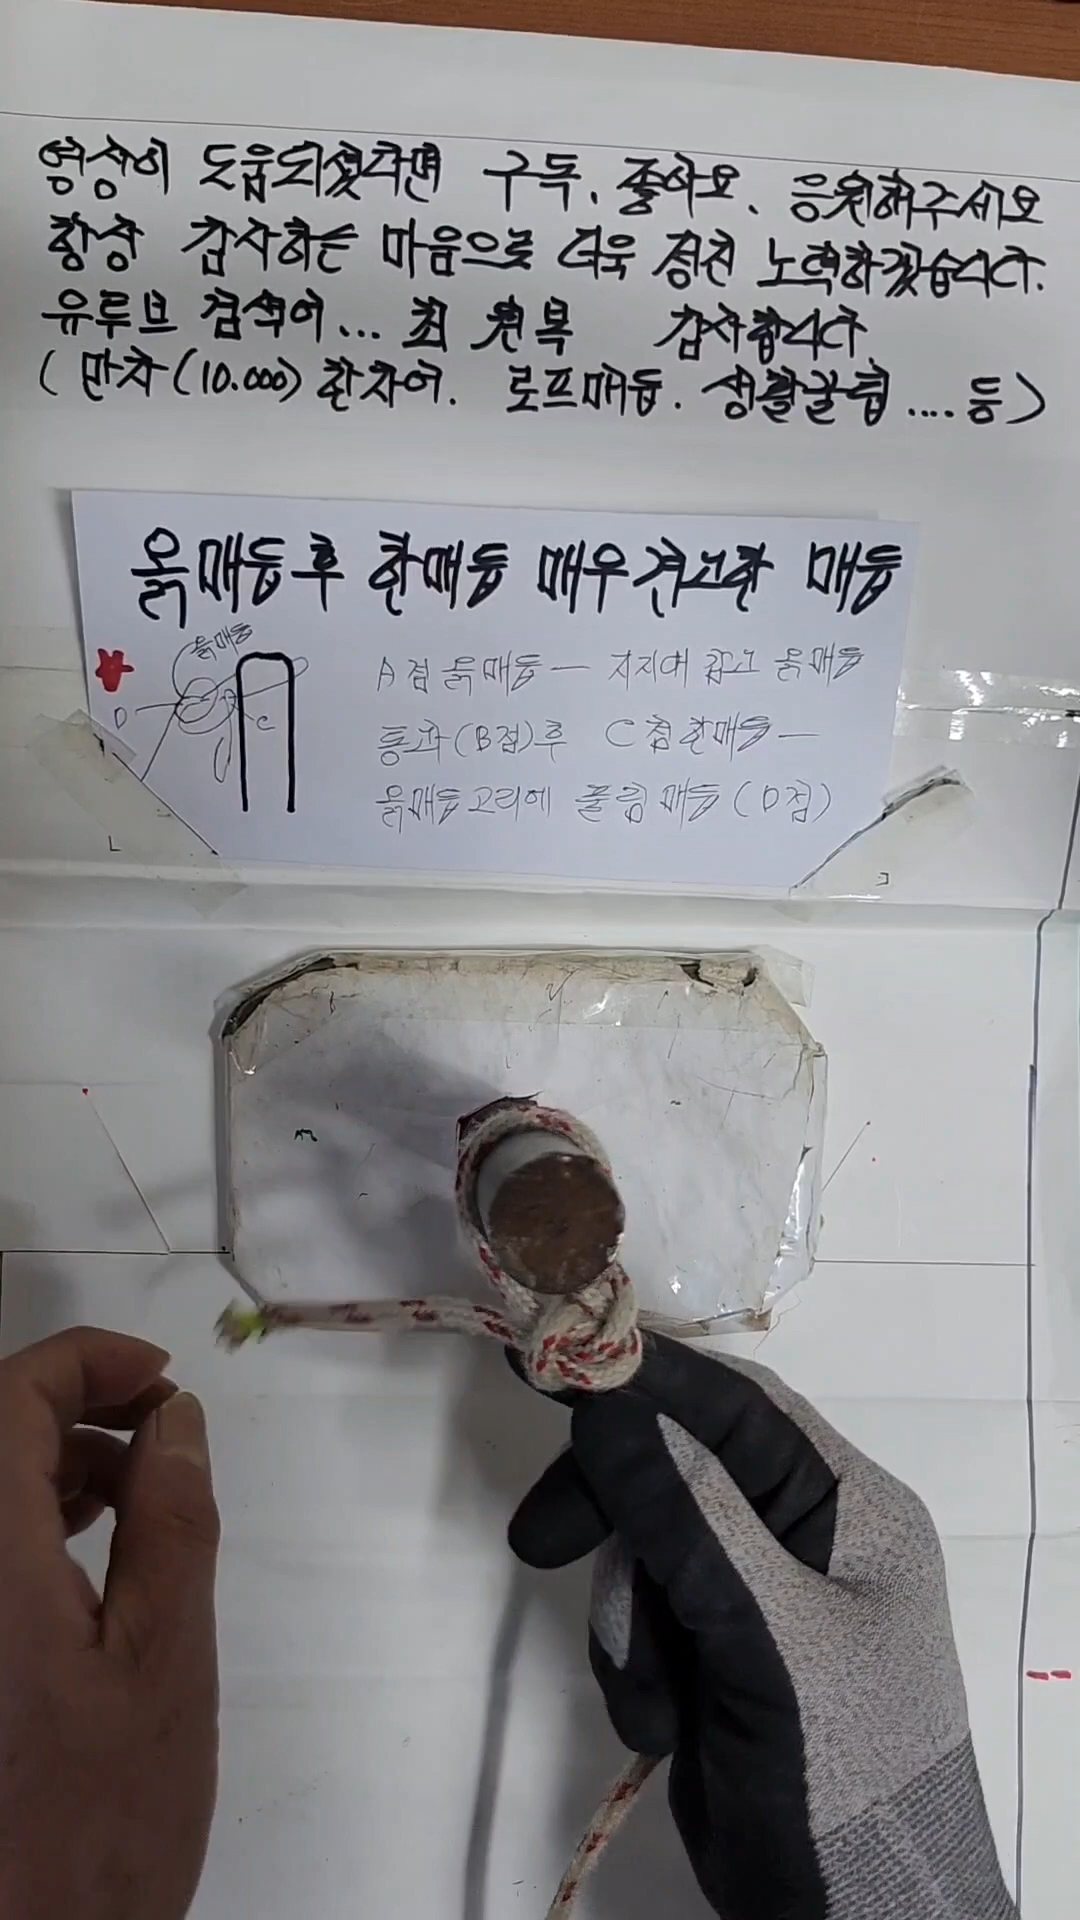 영상이 도움되셨다면 구독, 좋아요, 응원해주세요
항상 감사하는 마음으로 더욱 정진 노력하겠습니다.
유루브 검색어... 최 원복 감사합니다.
(만차(10.000) 한자어. 로프매듭. 생활꿀팁 .... 등)
옭매듭후 한매듭 매우견고한 매듭
옭매듭
A점 옭매듭 — 지지대 감고 옭매듭
D
C
통과(B점)후 C점한매듭 —
옭매듭고리에 풀림매듭(D점)